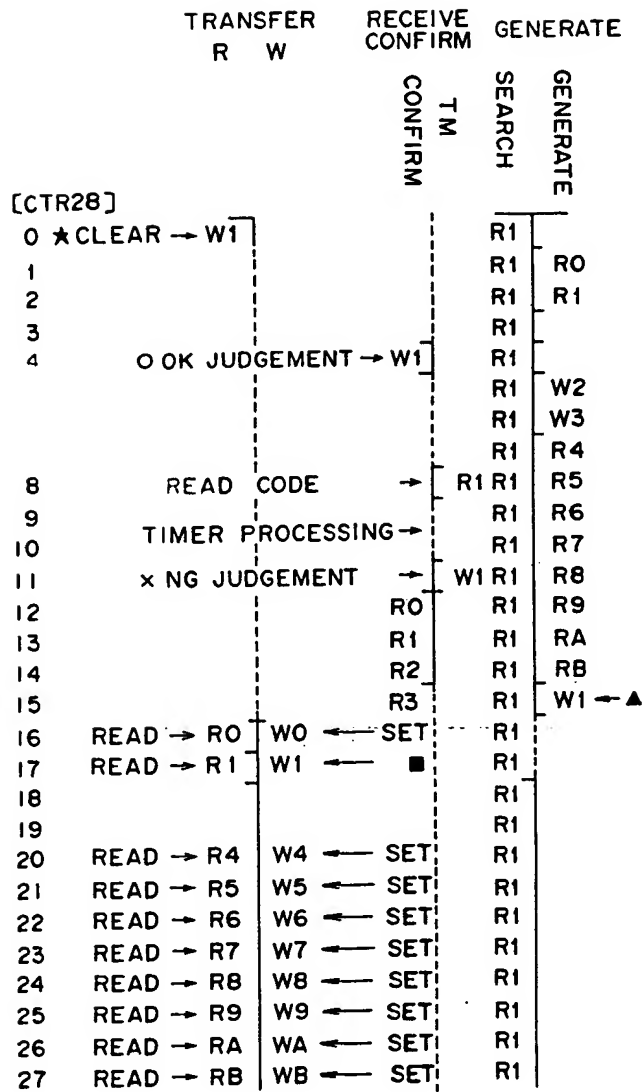 TRANSFER RECEIVE GENERATE
R W CONFIRM
CONFIRM TM SEARCH GENERATE
[CTR28]
0 ★CLEAR → W1 R1
1 R1 R0
2 R1 R1
3 R1
4 O OK JUDGEMENT → W1 R1
R1 W2
R1 W3
R1 R4
8 READ CODE → R1 R1 R5
9 R1 R6
TIMER PROCESSING →
10 R1 R7
11 × NG JUDGEMENT → W1 R1 R8
12 R0 R1 R9
13 R1 R1 RA
14 R2 R1 RB
15 R3 R1 W1 ←▲
16 READ → R0 W0 ← SET R1
17 READ → R1 W1 ← ■ R1
18 R1
19 R1
20 READ → R4 W4 ← SET R1
21 READ → R5 W5 ← SET R1
22 READ → R6 W6 ← SET R1
23 READ → R7 W7 ← SET R1
24 READ → R8 W8 ← SET R1
25 READ → R9 W9 ← SET R1
26 READ → RA WA ← SET R1
27 READ → RB WB ← SET R1